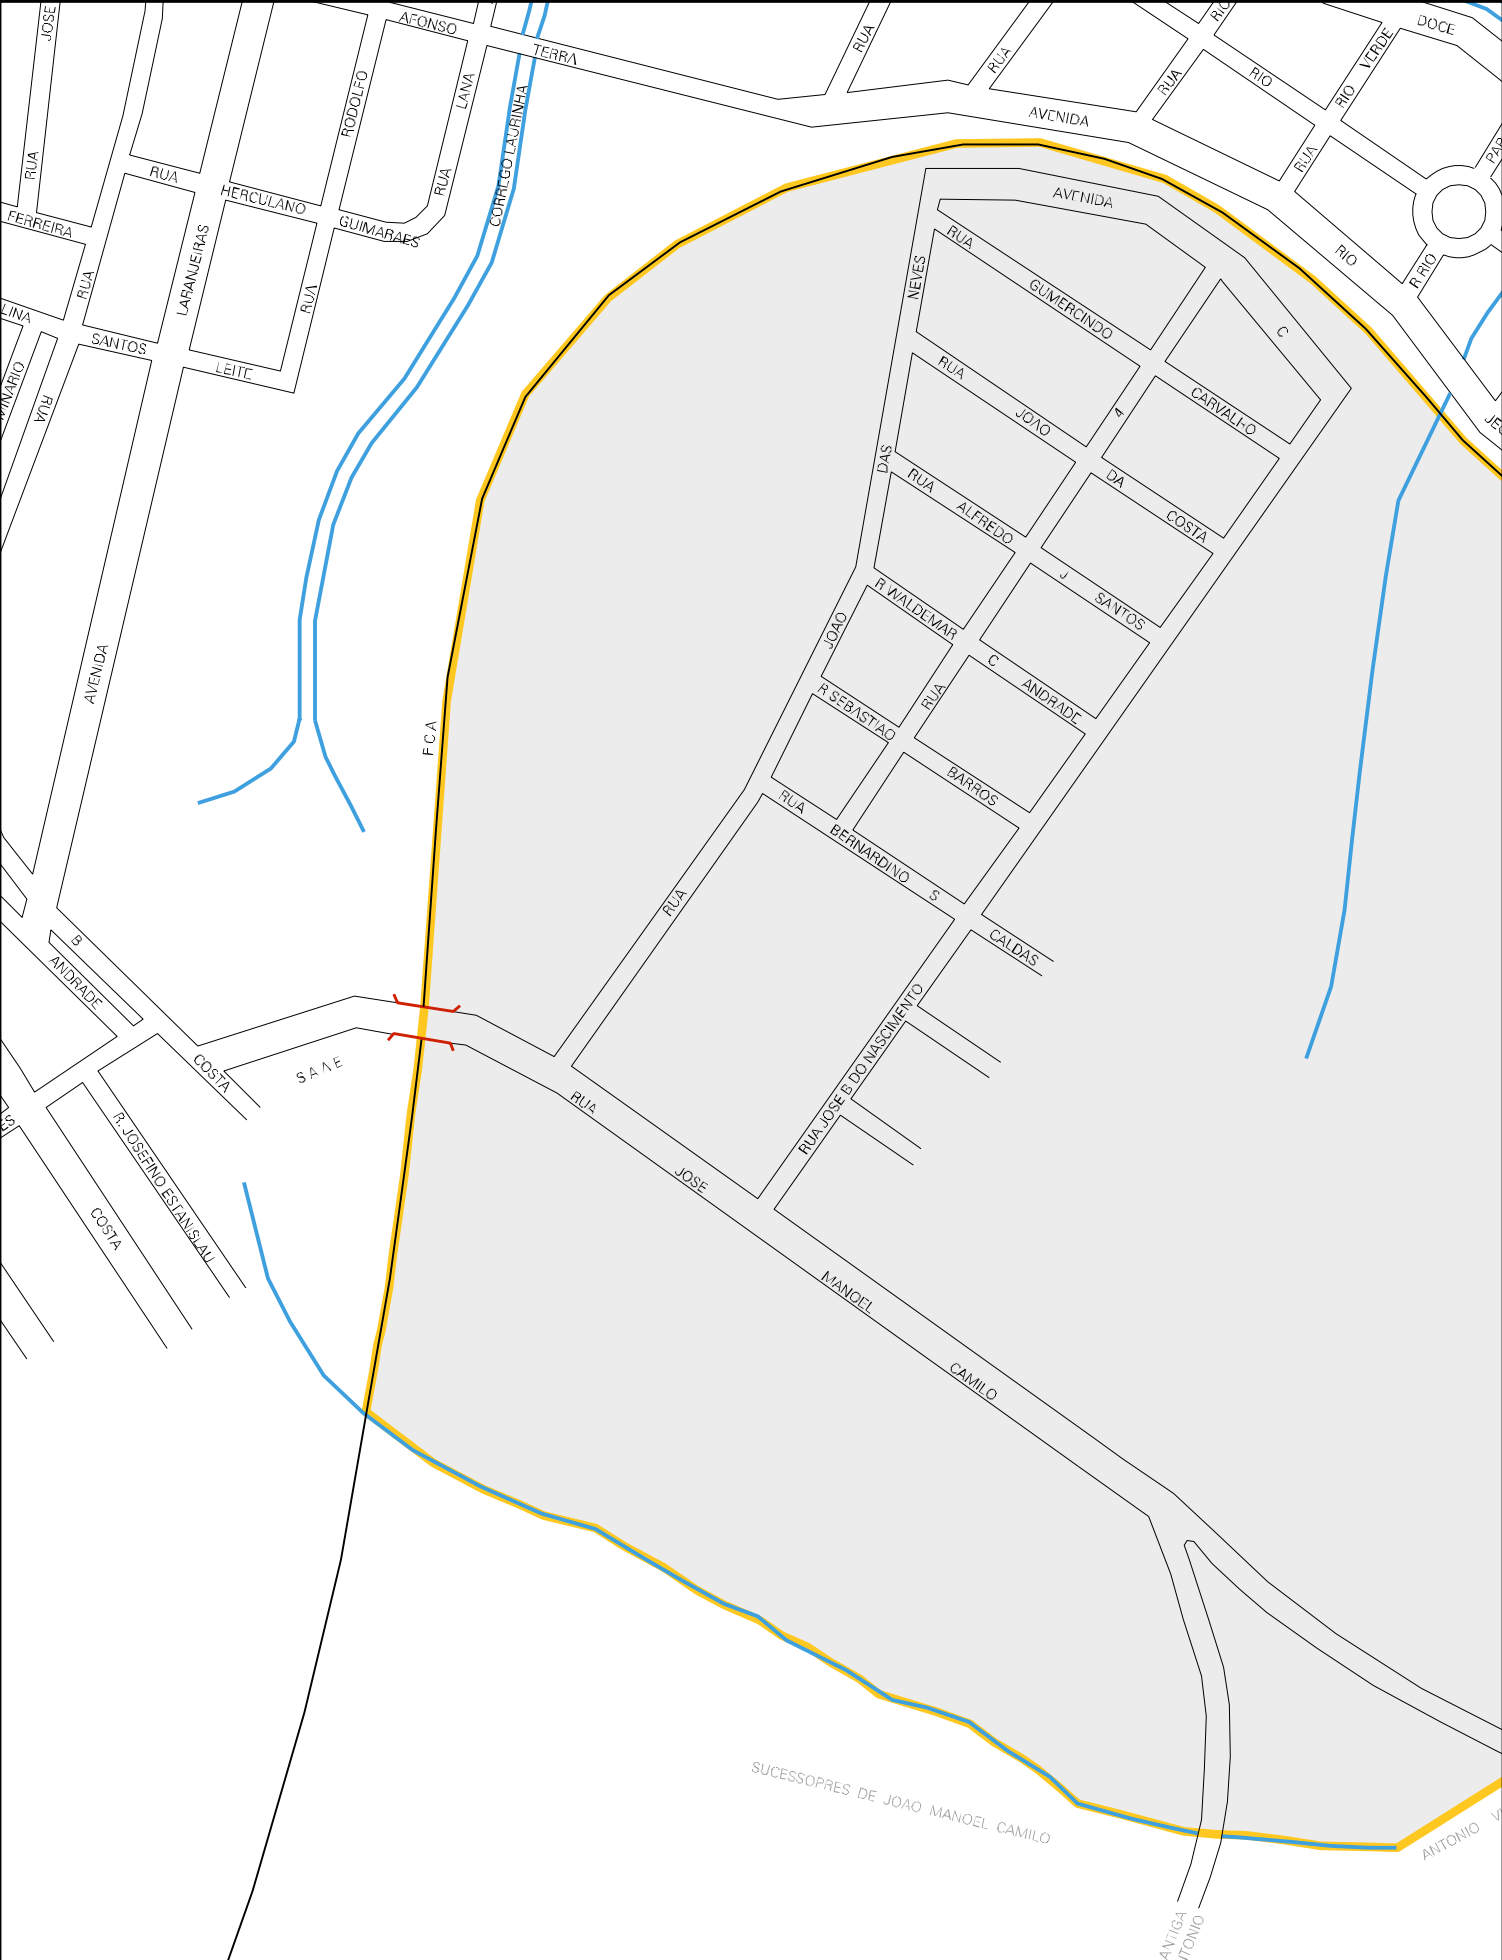 JOSE
RUA
AFONSO
TERRA
RODOLFO
LANA
RUA
CORREGO LAURINHA
RUA
RUA
RUA
RIO
RIO
RIO
VERDE
DOCE
AVENIDA
RUA
RUA
HERCULANO
GUIMARAES
FERREIRA
LARANJEIRAS
RUA
RUA
LINA
SANTOS
LEITE
RUA
AVENIDA
RIO
R RIO
AVENIDA
C
NEVES
DAS
JOAO
RUA
RUA
GUMERCINDO
CARVALHO
RUA
JOAO
DA
COSTA
4
RUA
RUA
ALFREDO
J
SANTOS
R WALDEMAR
C
ANDRADE
R SEBASTIAO
BARROS
RUA
BERNARDINO
S
CALDAS
FCA
B
ANDRADE
COSTA
SAAE
R. JOSEFINO ESTANISLAU
COSTA
RUA JOSE B DO NASCIMENTO
RUA
JOSE
MANOEL
CAMILO
SUCESSOPRES DE JOAO MANOEL CAMILO
ANTONIO
ANTIGA